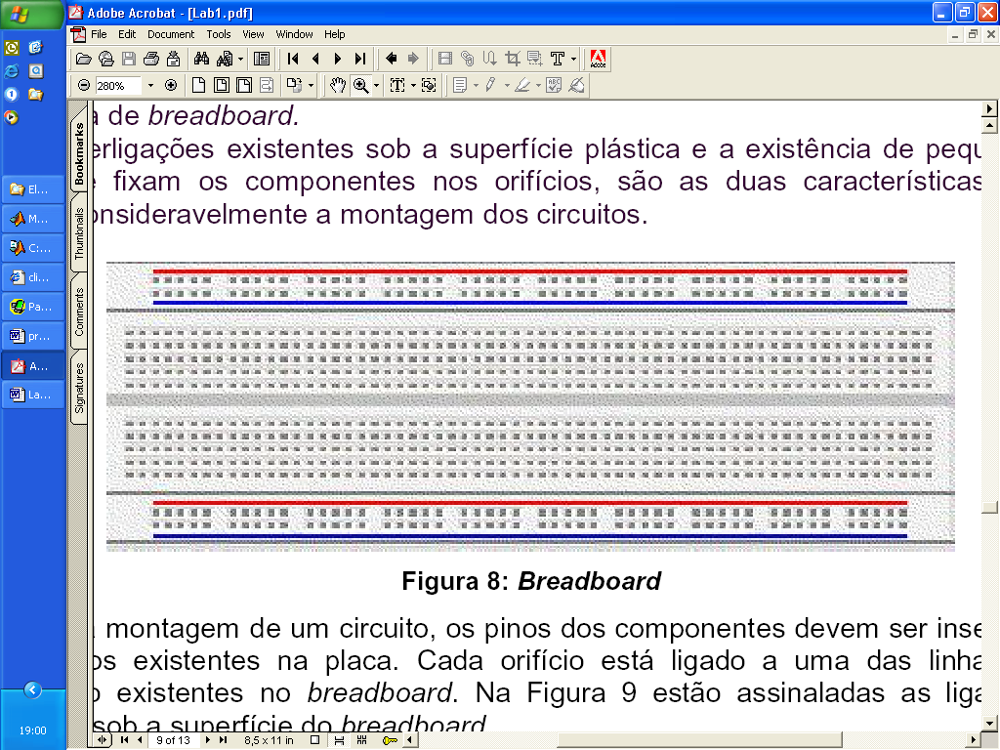 Adobe Acrobat - [Lab1.pdf]
File Edit Document Tools View Window Help
280%
Bookmarks
Thumbnails
Comments
Signatures
El...
M...
C:...
cli...
Pa...
pr...
A...
La...
19:00
a de breadboard.
erligações existentes sob a superfície plástica e a existência de pequ
e fixam os componentes nos orifícios, são as duas características
onsideravelmente a montagem dos circuitos.
Figura 8: Breadboard
a montagem de um circuito, os pinos dos componentes devem ser inse
os existentes na placa. Cada orifício está ligado a uma das linha
o existentes no breadboard. Na Figura 9 estão assinaladas as liga
sob a superfície do breadboard
9 of 13
8,5 x 11 in